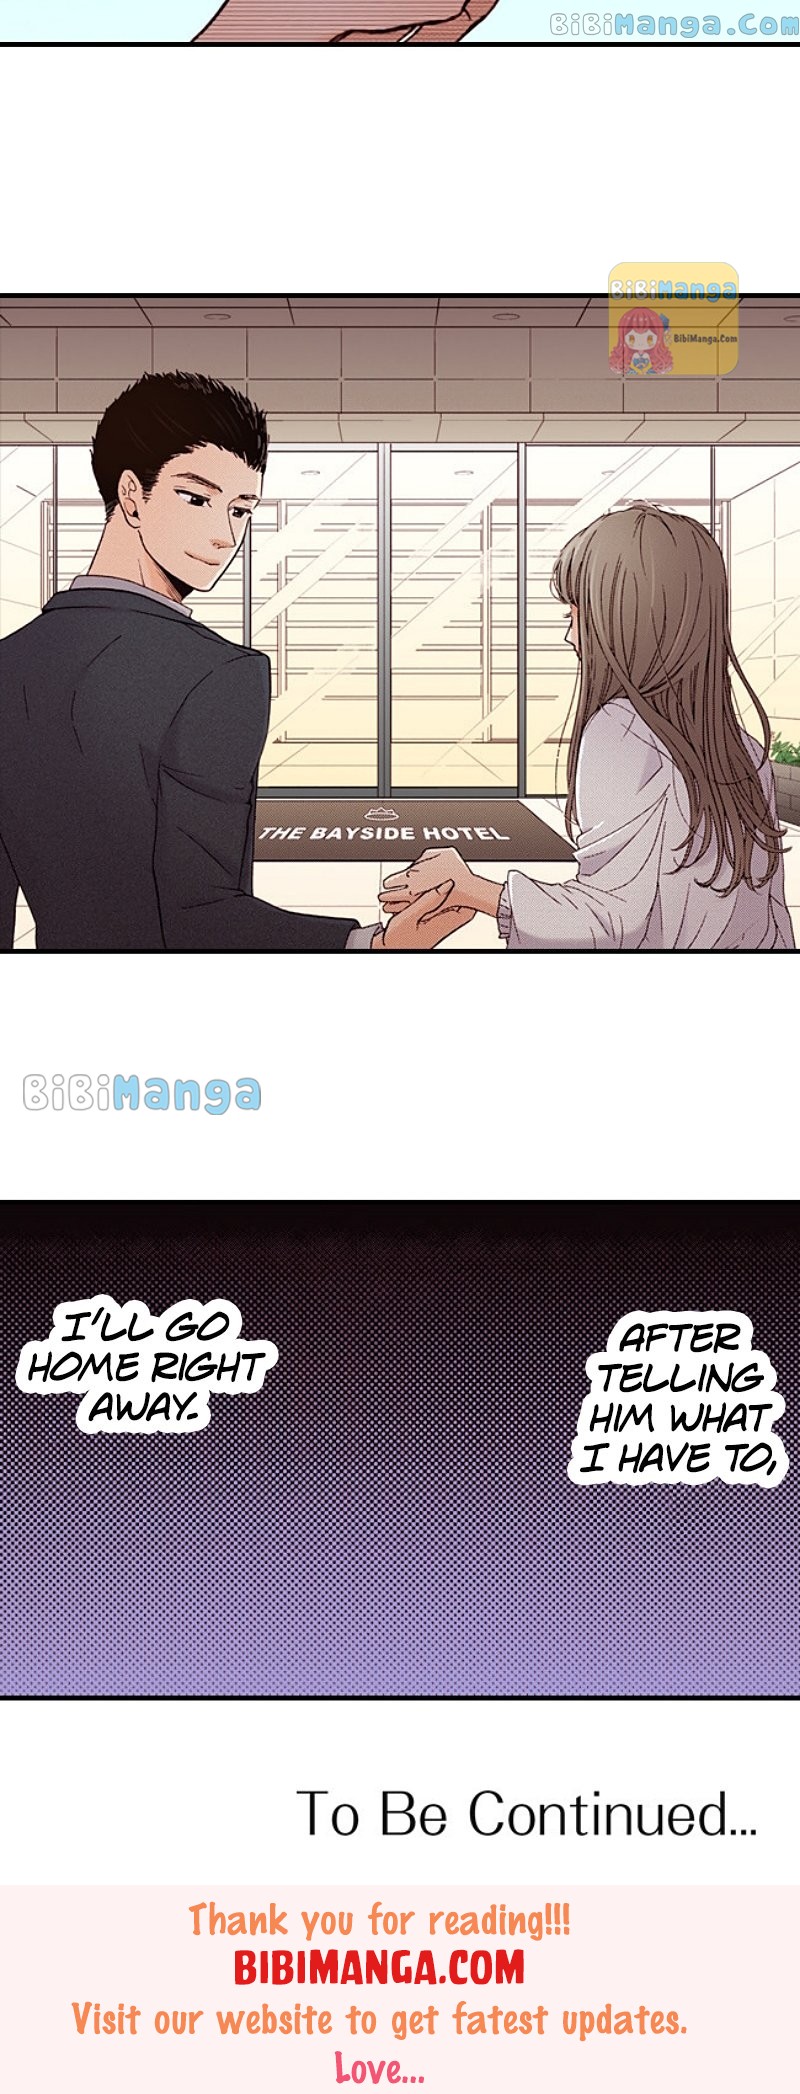 BiBiManga.Com
BiBiManga
BibiManga.Com
THE BAYSIDE HOTEL
BiBiManga
AFTER
TELLING
HIM WHAT
I HAVE TO,
I'LL GO
HOME RIGHT
AWAY.
To Be Continued...
Thank you for reading!!!
BIBIMANGA.COM
Visit our website to get fatest updates.
Love...